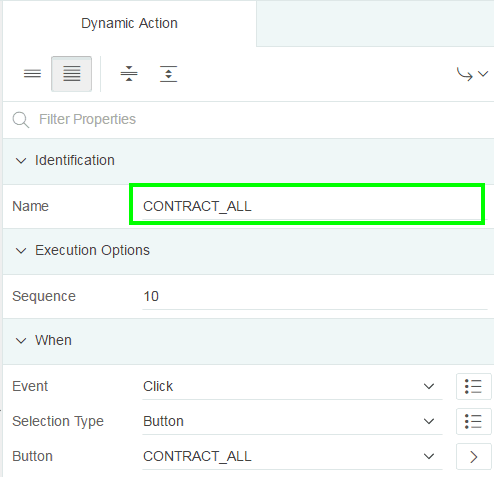 Dynamic Action
Filter Properties
Identification
Name CONTRACT_ALL
Execution Options
Sequence 10
When
Event Click
Selection Type Button
Button CONTRACT_ALL